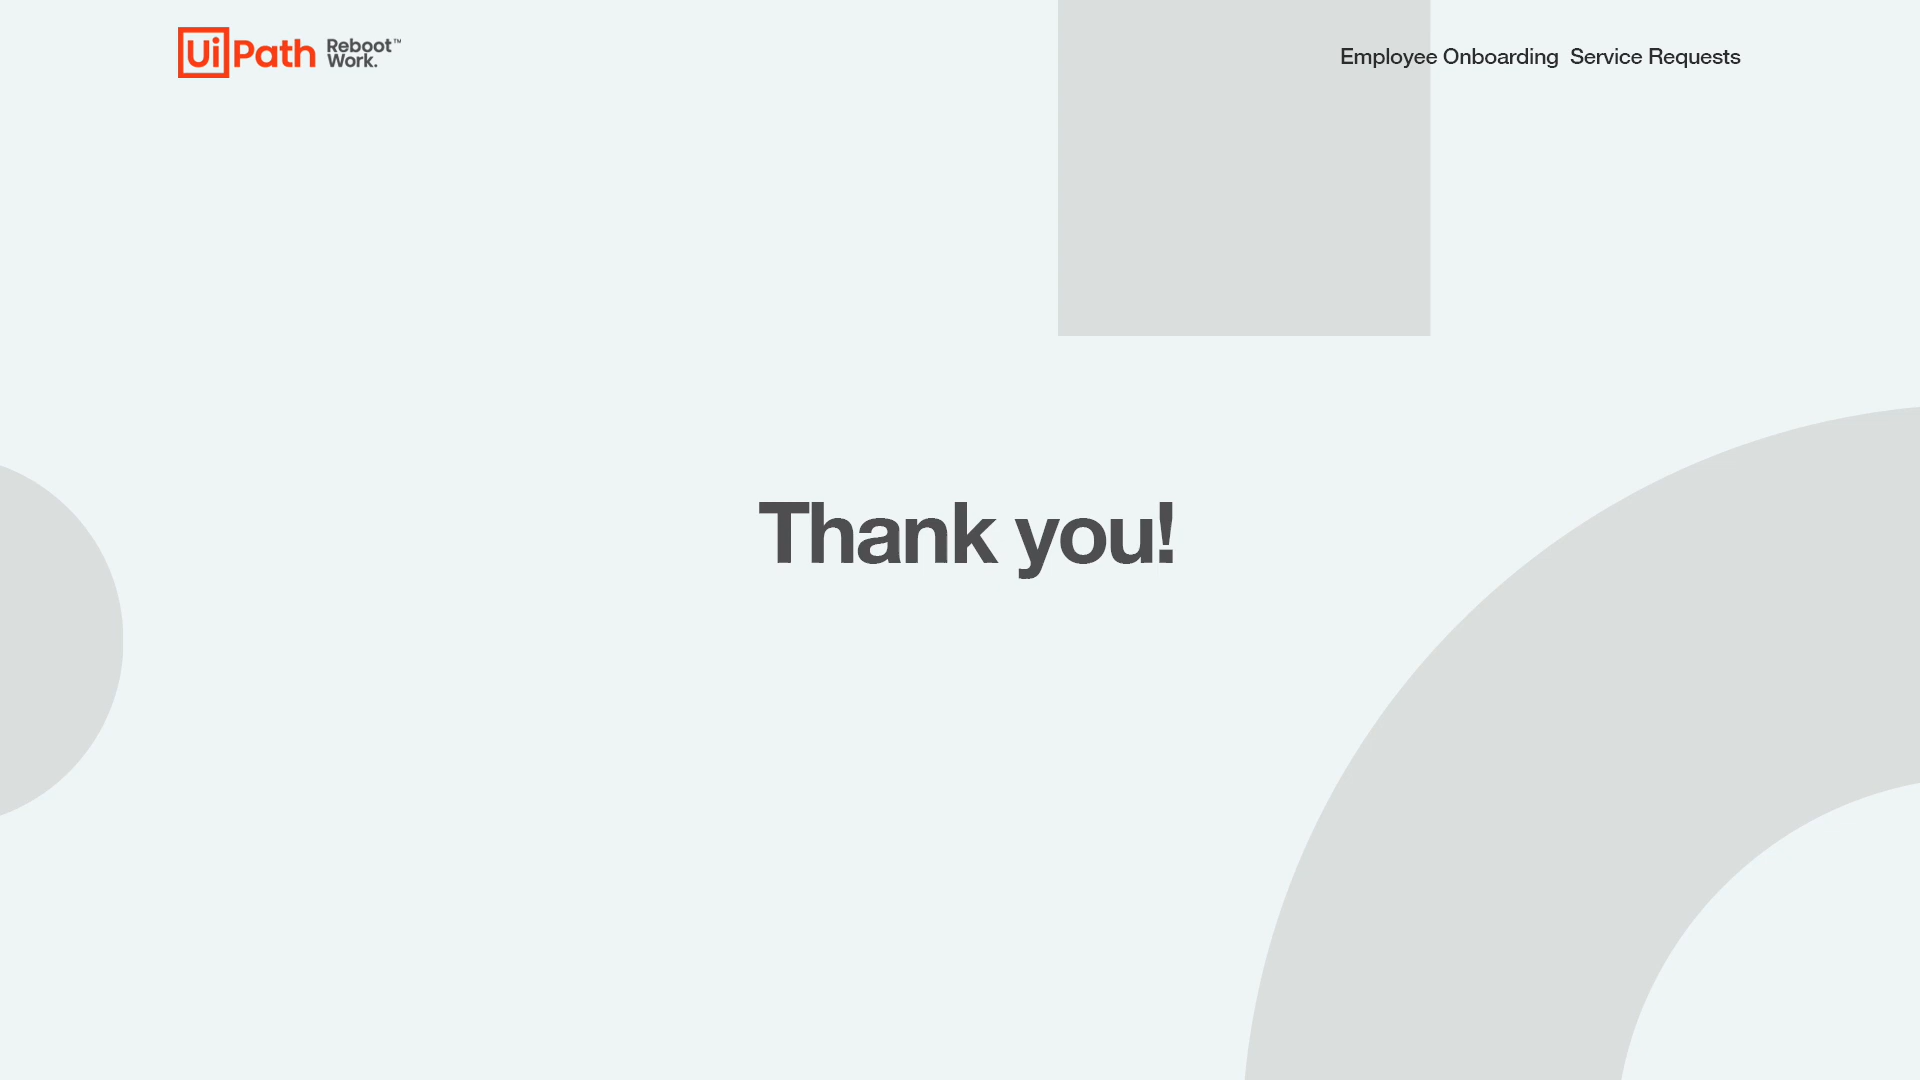 UiPath Reboot™
Work.
Employee Onboarding Service Requests
Thank you!